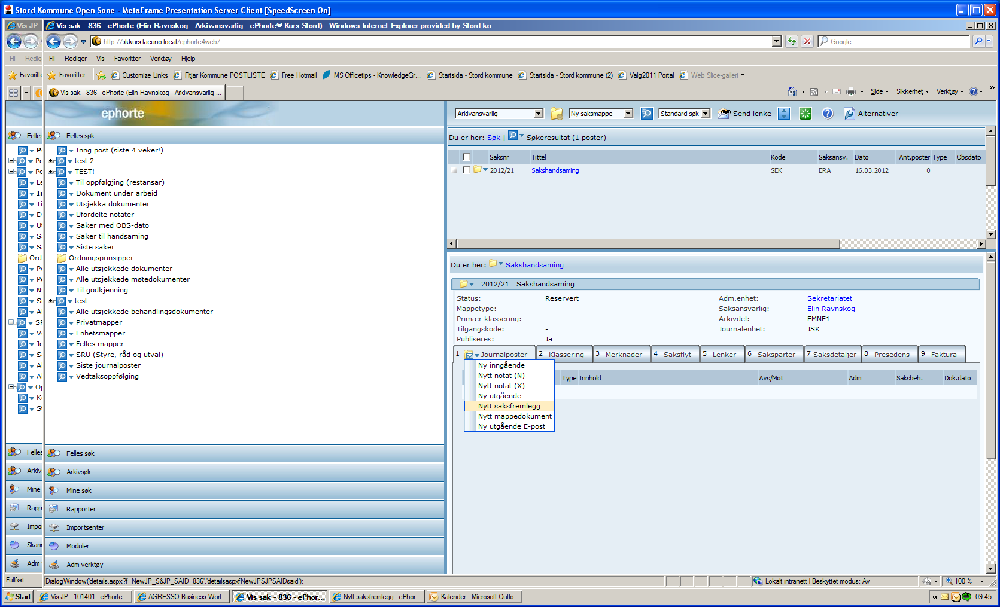 Stord Kommune Open Sone - MetaFrame Presentation Server Client [SpeedScreen On]
Vis JP -
Vis sak - 836 - ePhorte (Elin Ravnskog - Arkivansvarlig - ePhorte® Kurs Stord) - Windows Internet Explorer provided by Stord ko
http://skkurs.lacuno.local/ephorte4web/
Google
Fil Redig
Fil Rediger Vis Favoritter Verktøy Hjelp
Favoritte
Favoritter Customize Links Fitjar Kommune POSTLISTE Free Hotmail MS Officetips - KnowledgeGr... Startsida - Stord kommune Startsida - Stord kommune (2) Valg2011 Portal Web Slice-galleri
Vis sak - 836 - ePhorte (Elin Ravnskog - Arkivansvarlig ...
Side Sikkerhet Verktøy »
ephorte
Arkivansvarlig Ny saksmappe Standard søk Send lenke Alternativer
Felles
Felles søk
Inng post (siste 4 veker!)
test 2
TEST!
Til oppfølgjing (restansar)
Dokument under arbeid
Utsjekka dokumenter
Ufordelte notater
Saker med OBS-dato
Saker til handsaming
Siste saker
Ordningsprinsipper
Alle utsjekkede dokumenter
Alle utsjekkede møtedokumenter
Til godkjenning
test
Alle utsjekkede behandlingsdokumenter
Privatmapper
Enhetsmapper
Felles mapper
SRU (Styre, råd og utval)
Siste journalposter
Vedtaksoppfølging
P
Po
Po
Le
Ir
Ti
D
U
S
S
Ord
P
P
N
S
A
SF
V
Jo
S
A
A
Op
K
S
Felles
Arkiv
Mine
Rapp
Impo
Skan
Adm
Fullført
Felles søk
Arkivsøk
Mine søk
Rapporter
Importsenter
Moduler
Adm verktøy
Du er her: Søk | Søkeresultat (1 poster)
Saksnr Tittel Kode Saksansv. Dato Ant.poster Type Obsdato
2012/21 Sakshandsaming SEK ERA 16.03.2012 0
Du er her: Sakshandsaming
2012/21 Sakshandsaming
Status: Reservert Adm.enhet: Sekretariatet
Mappetype: Saksansvarlig: Elin Ravnskog
Primær klassering: Arkivdel: EMNE1
Tilgangskode: - Journalenhet: JSK
Publiseres: Ja
1 Journalposter 2 Klassering 3 Merknader 4 Saksflyt 5 Lenker 6 Saksparter 7 Saksdetaljer 8 Presedens 9 Faktura
Type Innhold Avs/Mot Adm Saksbeh. Dok.dato
Ny inngående
Nytt notat (N)
Nytt notat (X)
Ny utgående
Nytt saksfremlegg
Nytt mappedokument
Ny utgående E-post
DialogWindow('details.aspx?f=NewJP_S&JP_SAID=836','detailsaspxfNewJPSJPSAIDsaid'); Lokalt intranett | Beskyttet modus: Av 100 %
Start Vis JP - 101401 - ePhorte ... AGRESSO Business Worl... Vis sak - 836 - ePhor... Nytt saksfremlegg - ePhor... Kalender - Microsoft Outlo... « 09:45